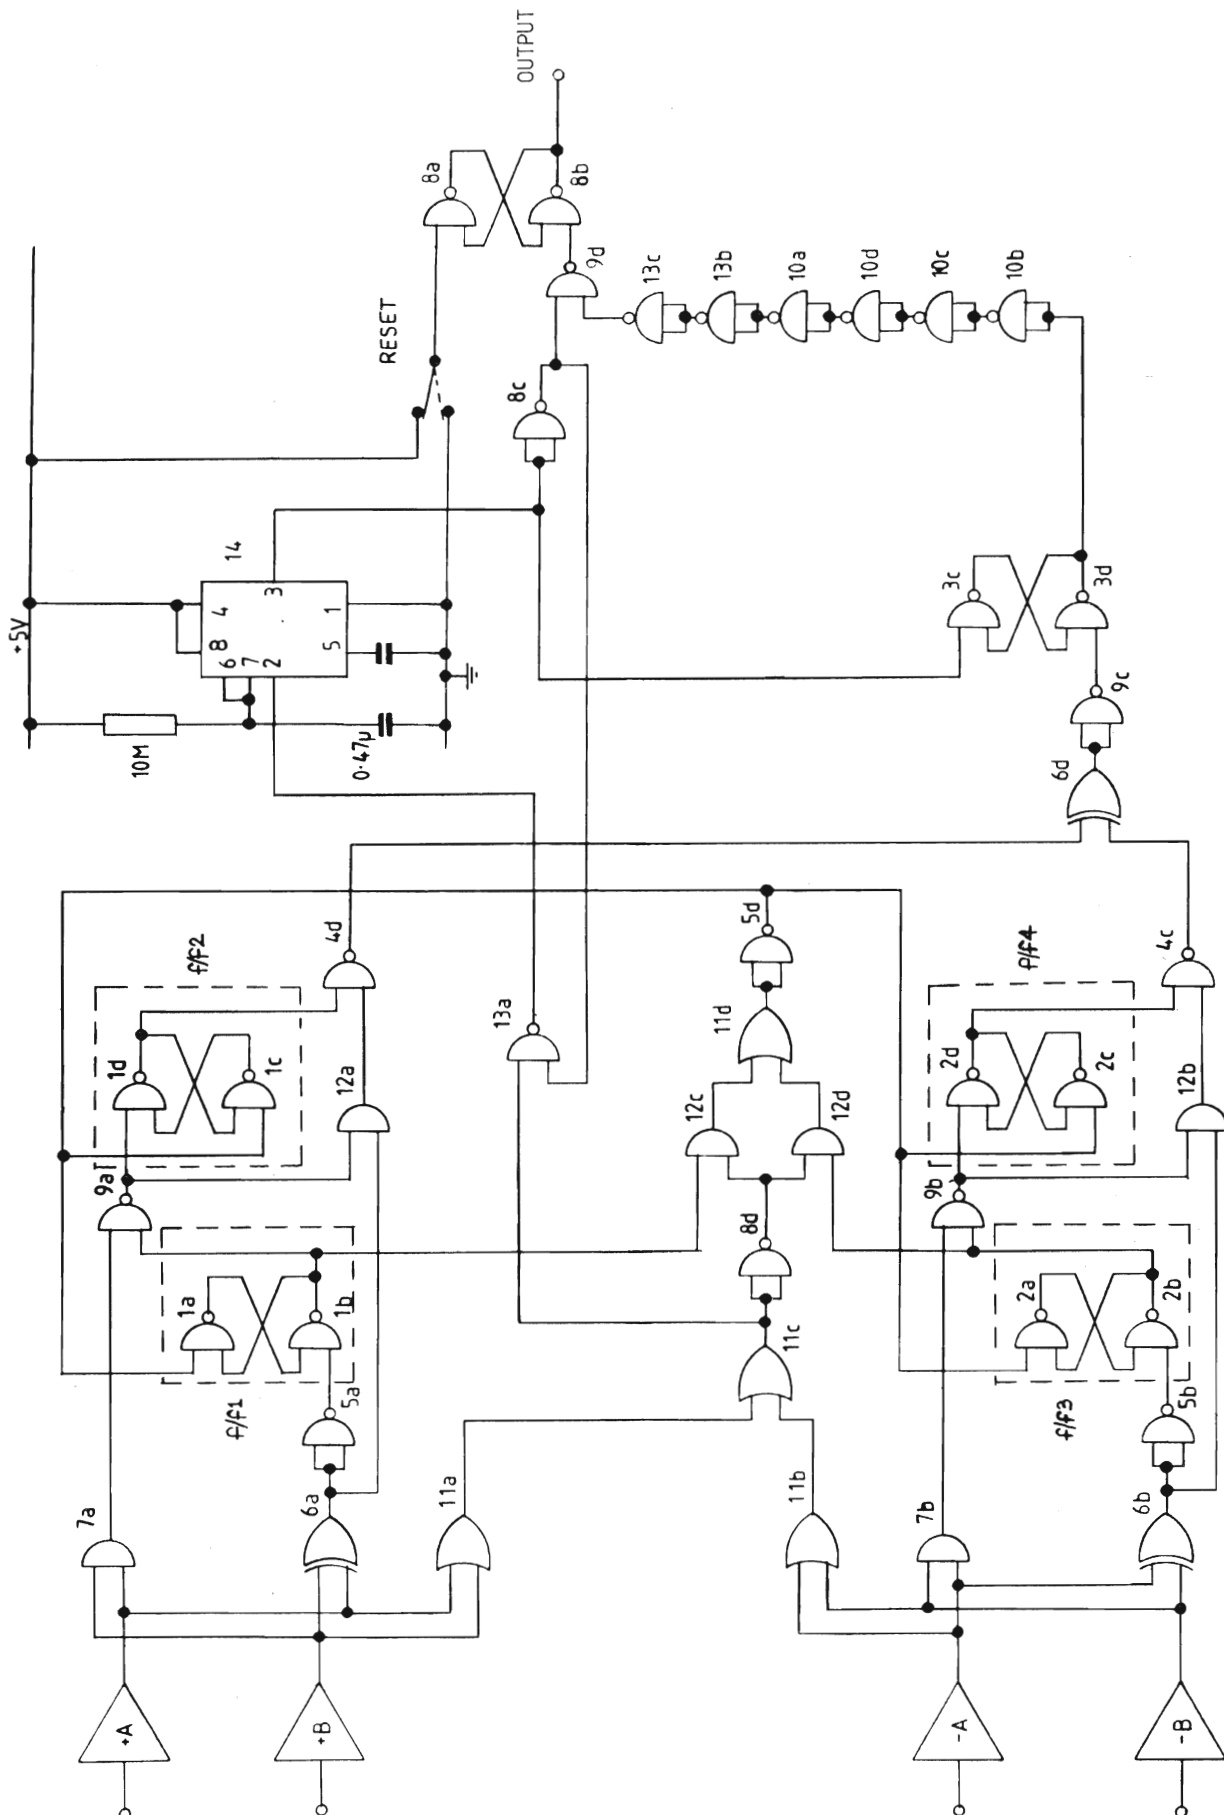 OUTPUT
+5V
8a
8b
RESET
14
4
3
8
6
7
2
5
1
10M
0.47µ
8c
9d
13c
13b
10a
10d
10c
10b
3c
3d
9c
6d
f/f2
4d
1d
1c
12a
9a
13a
5d
11d
12c
12d
8d
11c
f/f4
4c
2d
2c
12b
9b
1a
1b
f/f1
5a
2a
2b
f/f3
5b
7a
6a
11a
11b
7b
6b
+A
+B
-A
-B